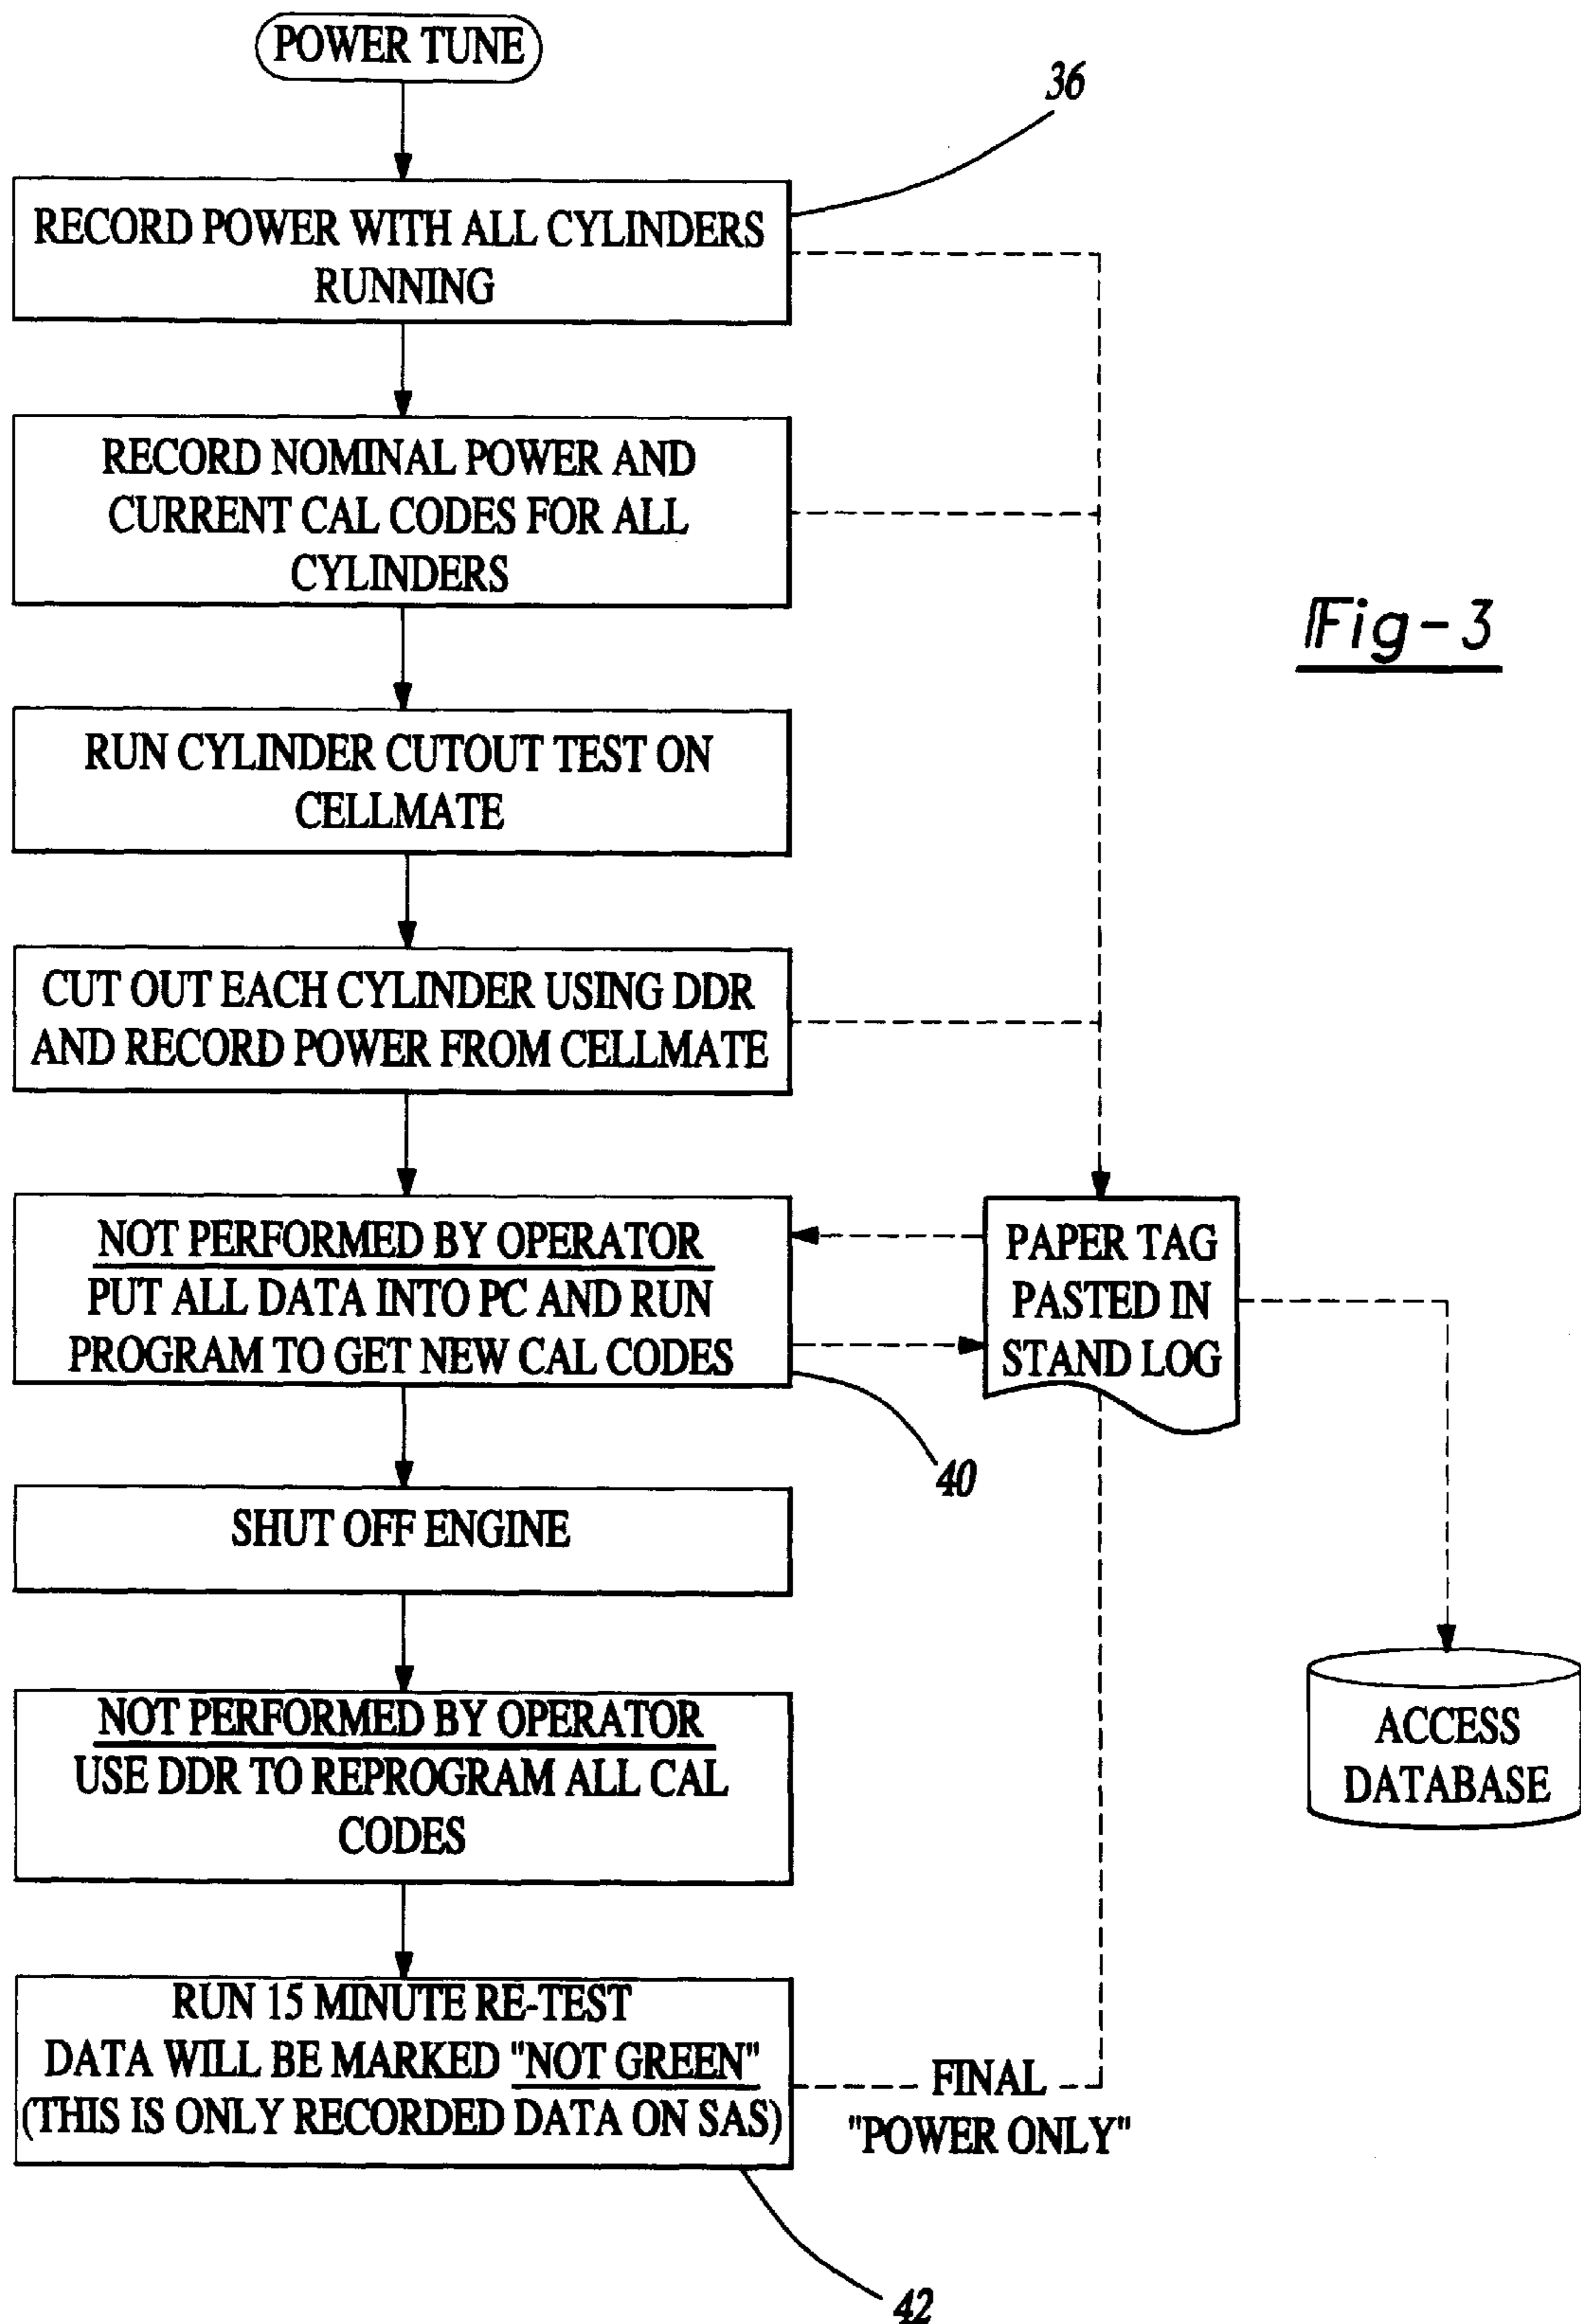 POWER TUNE
36
RECORD POWER WITH ALL CYLINDERS
RUNNING
RECORD NOMINAL POWER AND
CURRENT CAL CODES FOR ALL
CYLINDERS
Fig-3
RUN CYLINDER CUTOUT TEST ON
CELLMATE
CUT OUT EACH CYLINDER USING DDR
AND RECORD POWER FROM CELLMATE
NOT PERFORMED BY OPERATOR
PUT ALL DATA INTO PC AND RUN
PROGRAM TO GET NEW CAL CODES
PAPER TAG
PASTED IN
STAND LOG
40
SHUT OFF ENGINE
NOT PERFORMED BY OPERATOR
USE DDR TO REPROGRAM ALL CAL
CODES
ACCESS
DATABASE
RUN 15 MINUTE RE-TEST
DATA WILL BE MARKED "NOT GREEN"
(THIS IS ONLY RECORDED DATA ON SAS)
FINAL
"POWER ONLY"
42